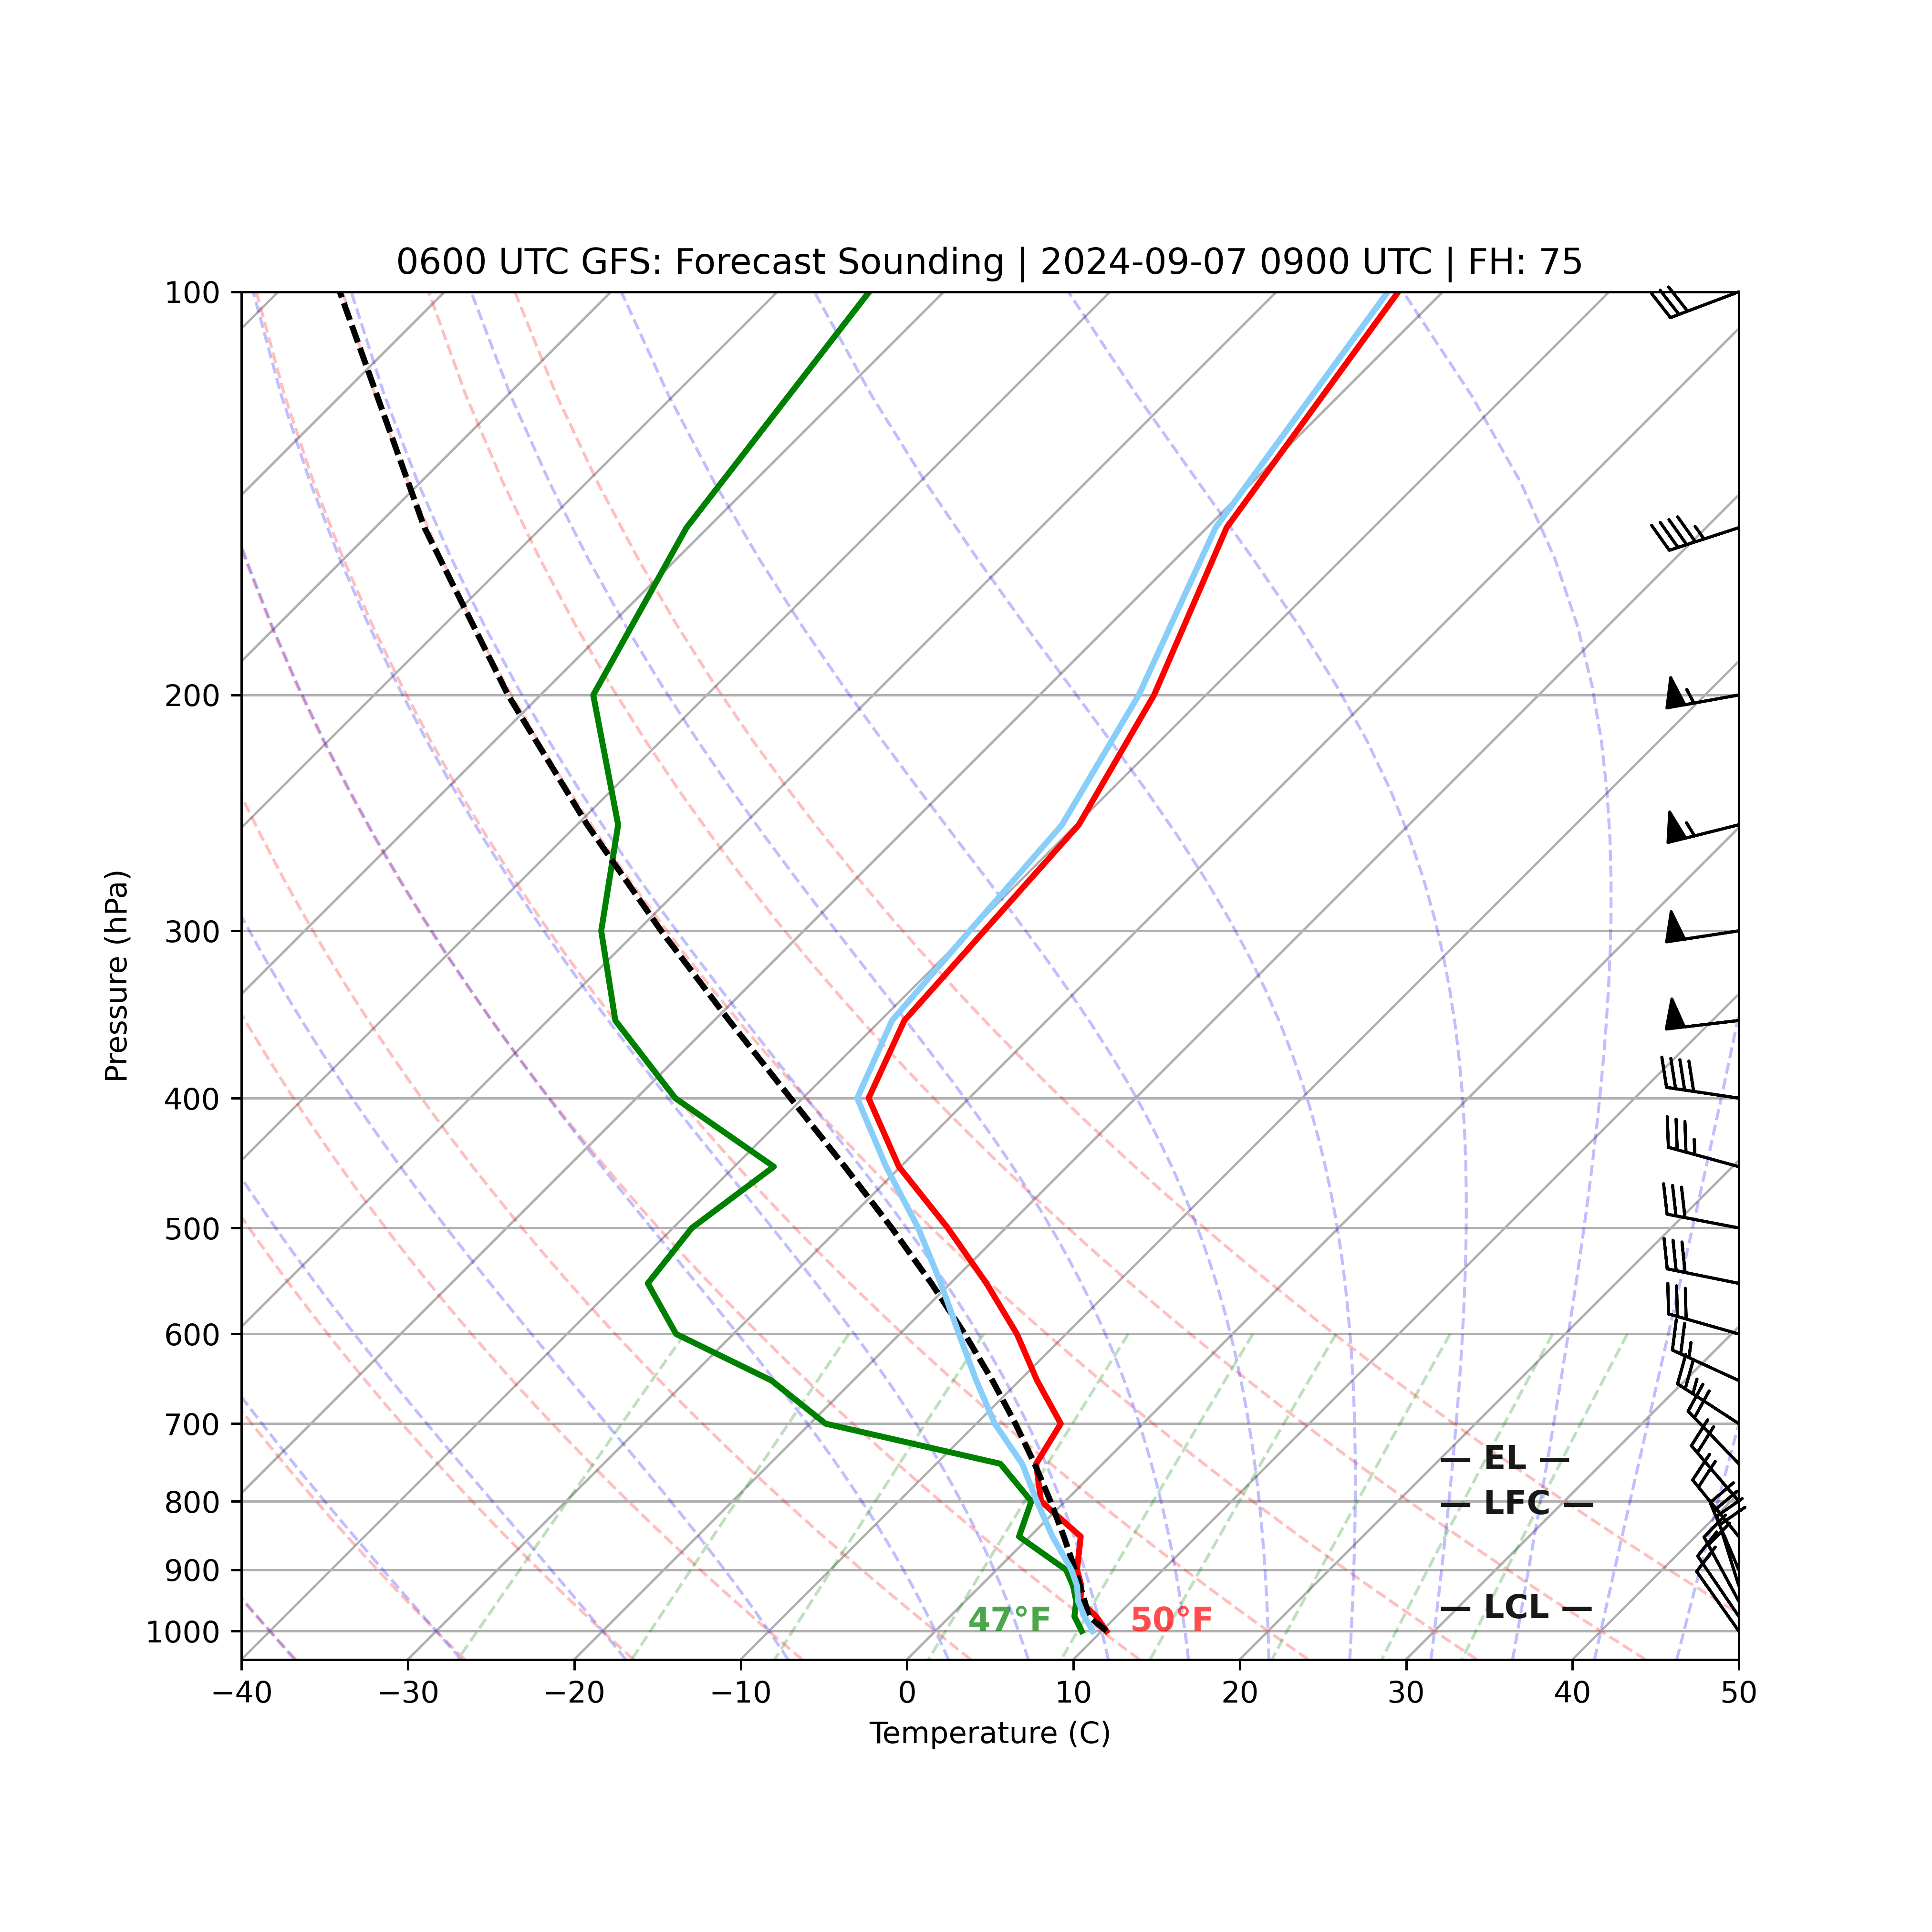 0600 UTC GFS: Forecast Sounding | 2024-09-07 0900 UTC | FH: 75
100
200
300
400
500
600
700
800
900
1000
Pressure (hPa)
— EL —
— LFC —
— LCL —
47°F 50°F
−40 −30 −20 −10 0 10 20 30 40 50
Temperature (C)